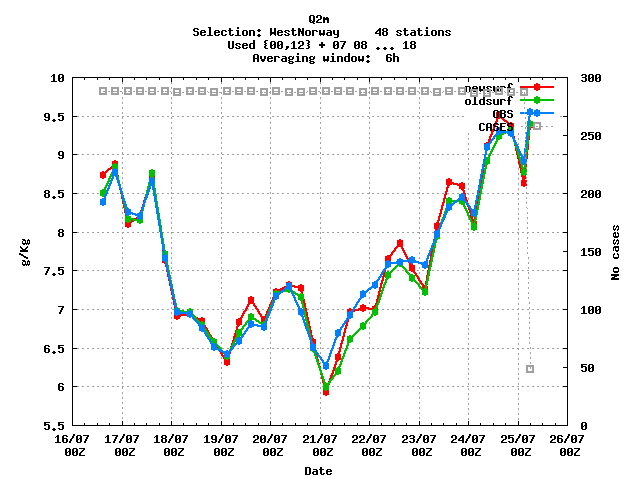 Q2m
Selection: WestNorway     48 stations
Used {00,12} + 07 08 ... 18
Averaging window:  6h
10
9.5
9
8.5
8
7.5
7
6.5
6
5.5
g/Kg
300
250
200
150
100
50
0
No cases
newsurf
oldsurf
OBS
CASES
16/07 17/07 18/07 19/07 20/07 21/07 22/07 23/07 24/07 25/07 26/07
00Z 00Z 00Z 00Z 00Z 00Z 00Z 00Z 00Z 00Z 00Z
Date